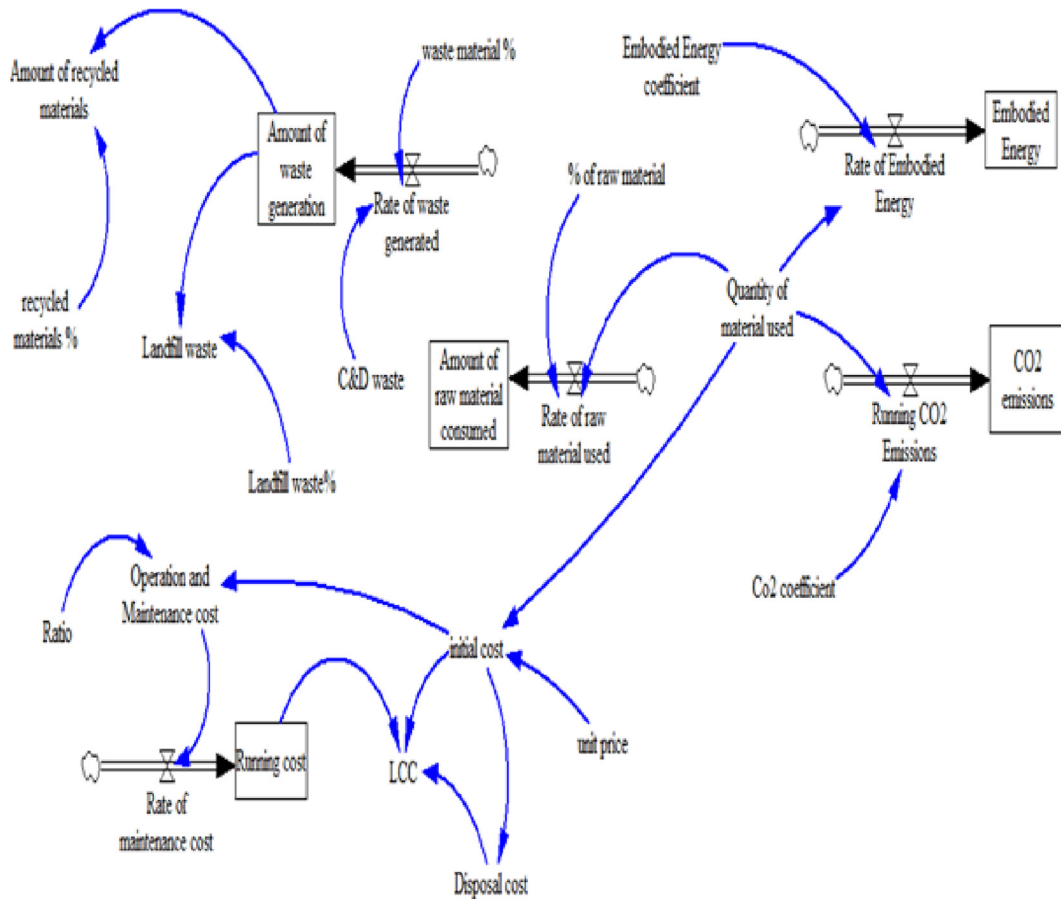 waste material %
Embodied Energy
coefficient
Amount of recycled
materials
Amount of
waste
generation
Embodied
Energy
Rate of Embodied
Energy
% of raw material
Rate of waste
generated
Quantity of
material used
recycled
materials %
Landfill waste
C&D waste
Amount of
raw material
consumed
CO2
emissions
Rate of raw
material used
Running CO2
Emissions
Landfill waste%
Operation and
Maintenance cost
Co2 coefficient
Ratio
initial cost
unit price
Running cost
LCC
Rate of
maintenance cost
Disposal cost